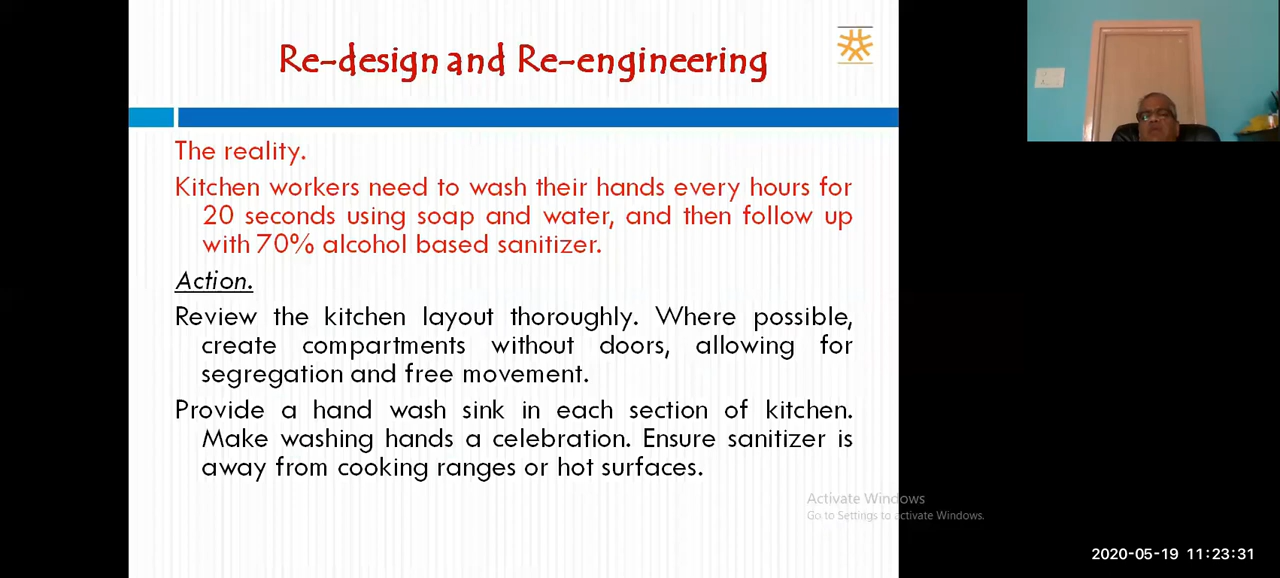 Re-design and Re-engineering
The reality.
Kitchen workers need to wash their hands every hours for
20 seconds using soap and water, and then follow up
with 70% alcohol based sanitizer.
Action.
Review the kitchen layout thoroughly. Where possible,
create compartments without doors, allowing for
segregation and free movement.
Provide a hand wash sink in each section of kitchen.
Make washing hands a celebration. Ensure sanitizer is
away from cooking ranges or hot surfaces.
Activate Windows
Go to Settings to activate Windows.
2020-05-19 11:23:31